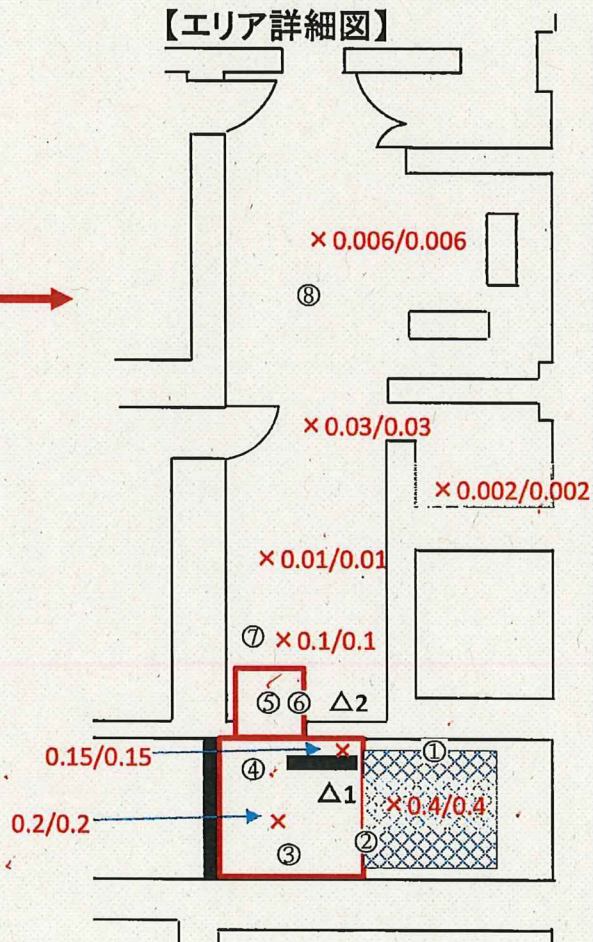 【エリア詳細図】
× 0.006/0.006
⑧
× 0.03/0.03
× 0.002/0.002
× 0.01/0.01
⑦ × 0.1/0.1
⑤ ⑥ △2
0.15/0.15 ×
①
④
△1 × 0.4/0.4
0.2/0.2 ×
②
③